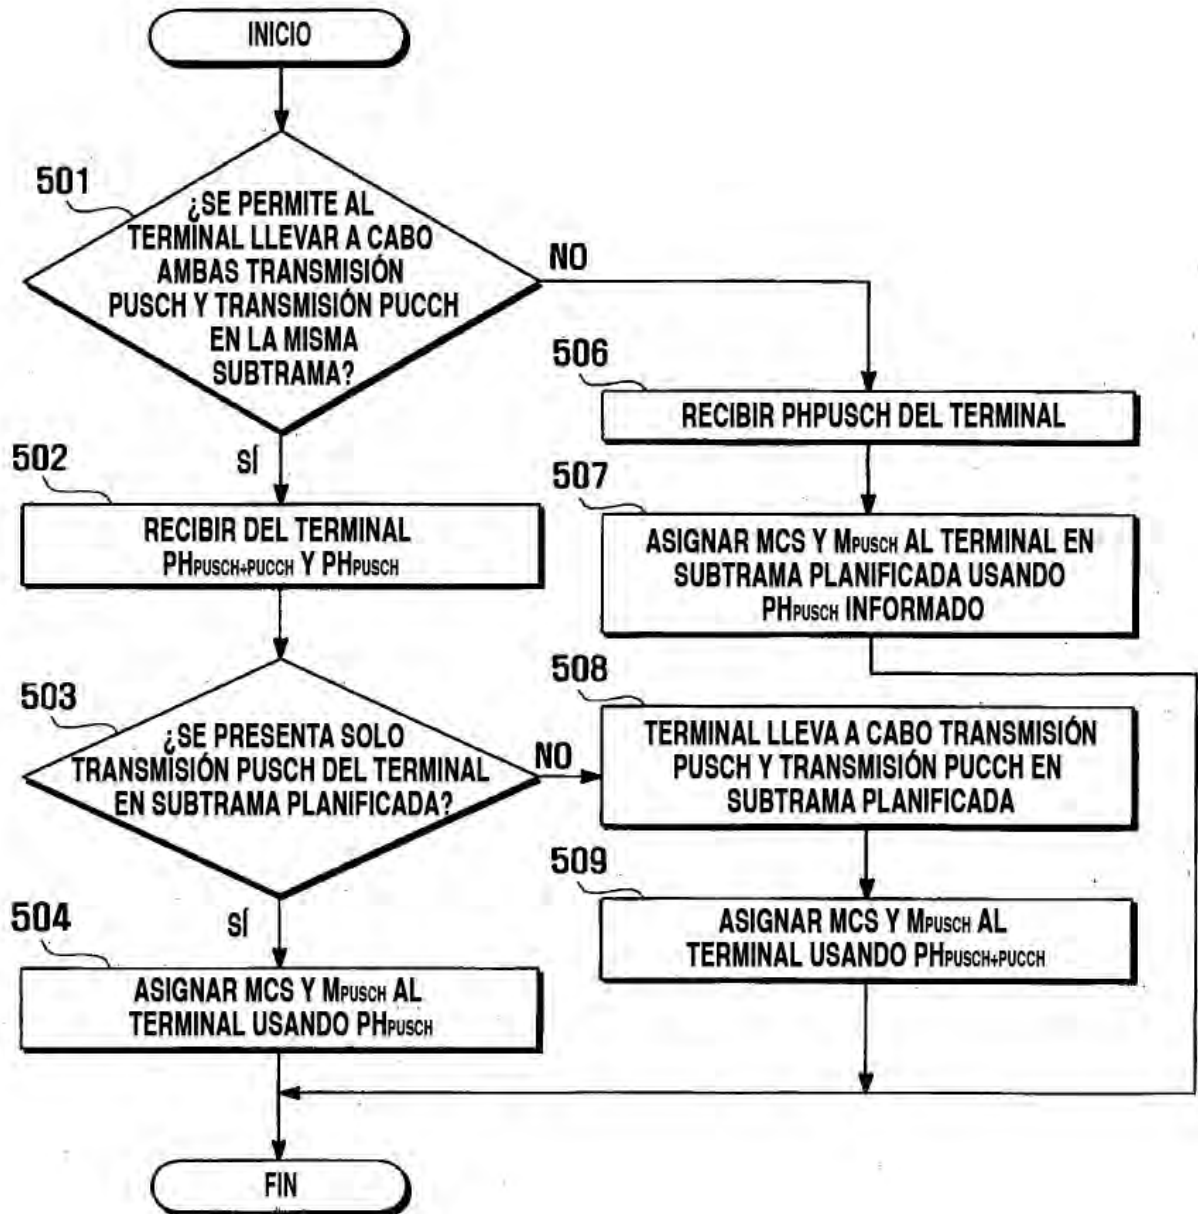 INICIO
501
¿SE PERMITE AL
TERMINAL LLEVAR A CABO
AMBAS TRANSMISIÓN
PUSCH Y TRANSMISIÓN PUCCH
EN LA MISMA
SUBTRAMA?
NO
SÍ
506
RECIBIR PHPUSCH DEL TERMINAL
502
RECIBIR DEL TERMINAL
PHPUSCH+PUCCH Y PHPUSCH
507
ASIGNAR MCS Y MPUSCH AL TERMINAL EN
SUBTRAMA PLANIFICADA USANDO
PHPUSCH INFORMADO
503
¿SE PRESENTA SOLO
TRANSMISIÓN PUSCH DEL TERMINAL
EN SUBTRAMA PLANIFICADA?
NO
SÍ
508
TERMINAL LLEVA A CABO TRANSMISIÓN
PUSCH Y TRANSMISIÓN PUCCH EN
SUBTRAMA PLANIFICADA
509
ASIGNAR MCS Y MPUSCH AL
TERMINAL USANDO PHPUSCH+PUCCH
504
ASIGNAR MCS Y MPUSCH AL
TERMINAL USANDO PHPUSCH
FIN